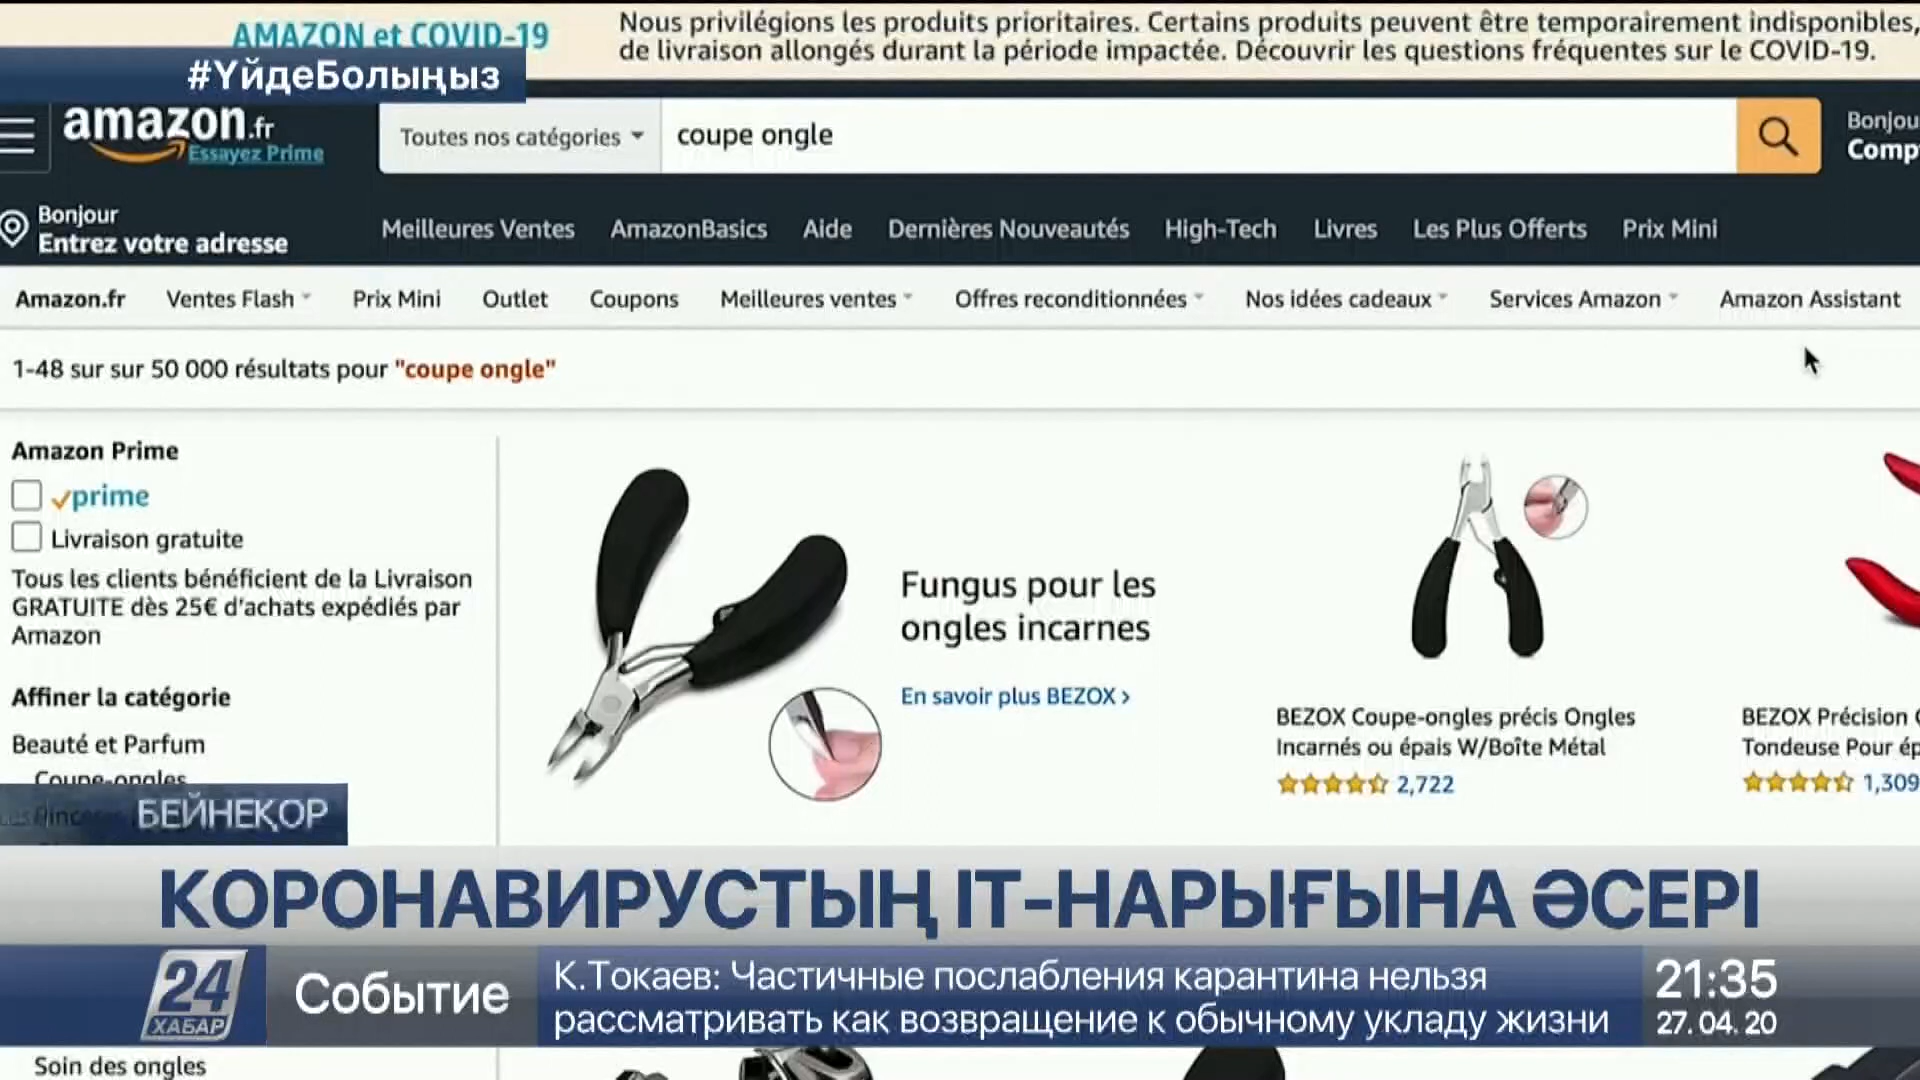 AMAZON et COVID-19
Nous privilégions les produits prioritaires. Certains produits peuvent être temporairement indisponibles,
de livraison allongés durant la période impactée. Découvrir les questions fréquentes sur le COVID-19.
#ҮйдеБолыңыз
amazon.fr
Essayez Prime
Toutes nos catégories
coupe ongle
Bonjou
Comp
Bonjour
Entrez votre adresse
Meilleures Ventes AmazonBasics Aide Dernières Nouveautés High-Tech Livres Les Plus Offerts Prix Mini
Amazon.fr Ventes Flash Prix Mini Outlet Coupons Meilleures ventes Offres reconditionnées Nos idées cadeaux Services Amazon Amazon Assistant
1-48 sur sur 50 000 résultats pour "coupe ongle"
Amazon Prime
prime
Livraison gratuite
Tous les clients bénéficient de la Livraison
GRATUITE dès 25€ d'achats expédiés par
Amazon
Affiner la catégorie
Beauté et Parfum
Coupe-ongles
Fungus pour les
ongles incarnes
En savoir plus BEZOX ›
BEZOX Coupe-ongles précis Ongles
Incarnés ou épais W/Boîte Métal
2,722
BEZOX Précision
Tondeuse Pour ép
1,309
БЕЙНЕҚОР
КОРОНАВИРУСТЫҢ ІТ-НАРЫҒЫНА ӘСЕРІ
24
ХАБАР
Событие
К.Токаев: Частичные послабления карантина нельзя
рассматривать как возвращение к обычному укладу жизни
21:35
27. 04. 20
Soin des ongles